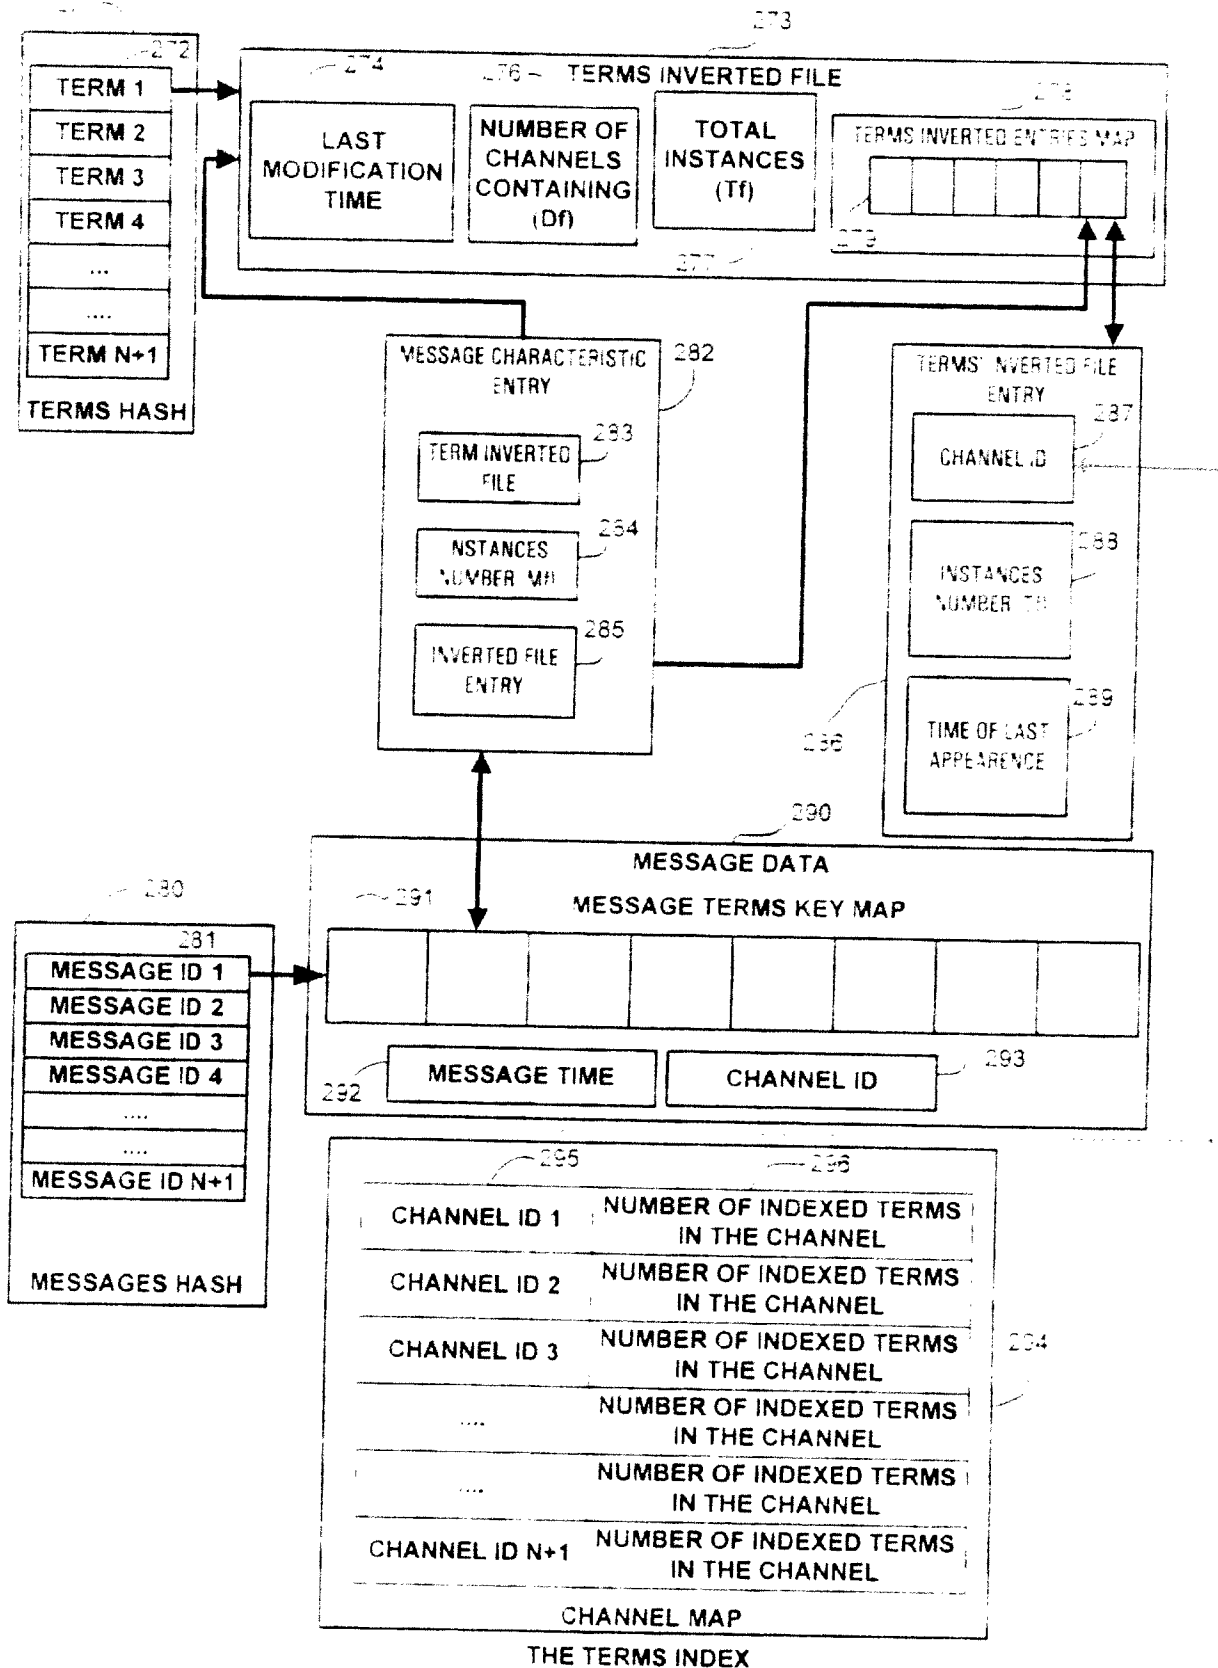 272
TERM 1
TERM 2
TERM 3
TERM 4
...
....
TERM N+1
TERMS HASH
273
274
276
TERMS INVERTED FILE
278
LAST
MODIFICATION
TIME
NUMBER OF
CHANNELS
CONTAINING
(Df)
TOTAL
INSTANCES
(Tf)
TERMS INVERTED ENTRIES MAP
279
277
MESSAGE CHARACTERISTIC
ENTRY
282
283
TERM INVERTED
FILE
284
NSTANCES
NUMBER
285
INVERTED FILE
ENTRY
TERMS' INVERTED FILE
ENTRY
287
CHANNEL ID
288
INSTANCES
NUMBER
289
TIME OF LAST
APPEARENCE
286
290
MESSAGE DATA
291
MESSAGE TERMS KEY MAP
292
MESSAGE TIME
CHANNEL ID
293
280
281
MESSAGE ID 1
MESSAGE ID 2
MESSAGE ID 3
MESSAGE ID 4
....
....
MESSAGE ID N+1
MESSAGES HASH
295
296
CHANNEL ID 1
NUMBER OF INDEXED TERMS
IN THE CHANNEL
CHANNEL ID 2
NUMBER OF INDEXED TERMS
IN THE CHANNEL
CHANNEL ID 3
NUMBER OF INDEXED TERMS
IN THE CHANNEL
294
....
NUMBER OF INDEXED TERMS
IN THE CHANNEL
....
NUMBER OF INDEXED TERMS
IN THE CHANNEL
CHANNEL ID N+1
NUMBER OF INDEXED TERMS
IN THE CHANNEL
CHANNEL MAP
THE TERMS INDEX